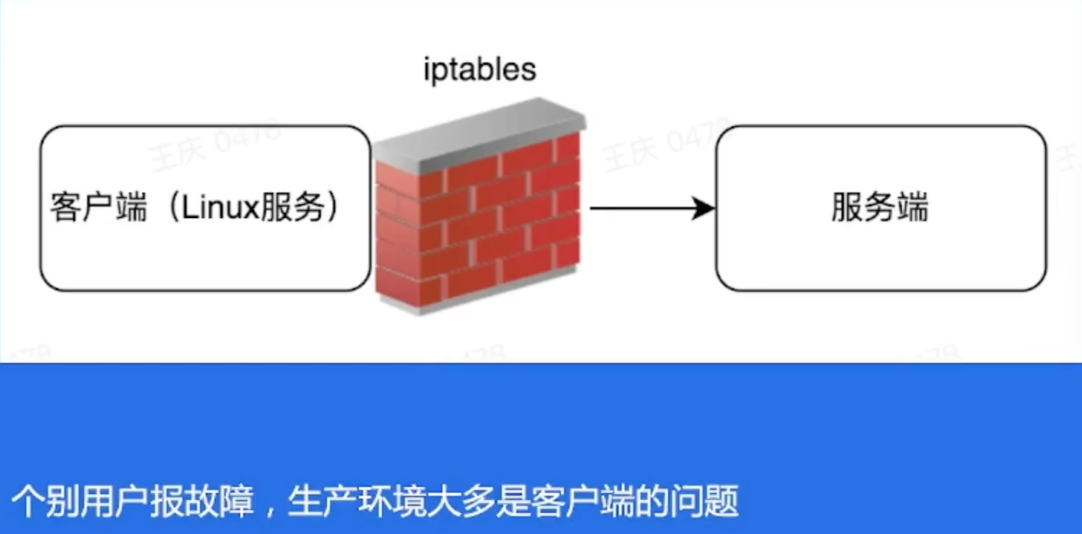 iptables
王庆 0478
王庆 0478
客户端（Linux服务）
服务端
个别用户报故障，生产环境大多是客户端的问题